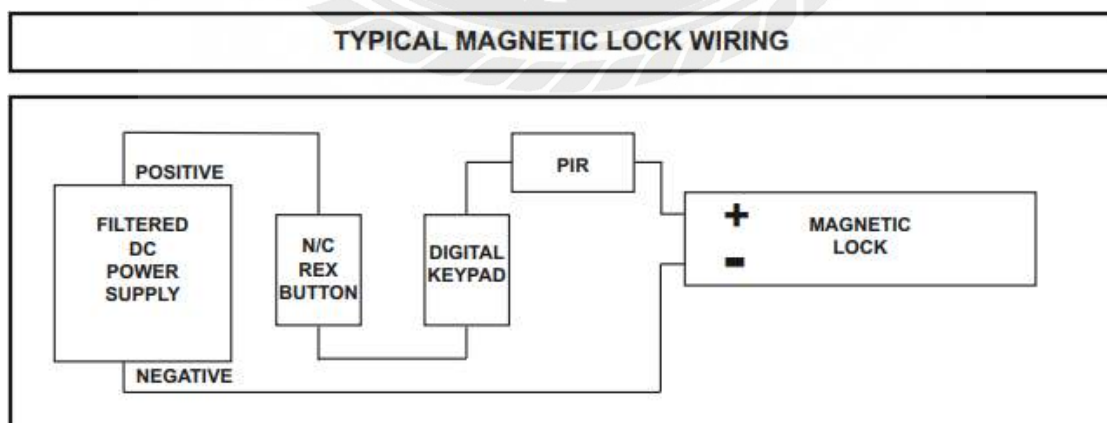 TYPICAL MAGNETIC LOCK WIRING
POSITIVE
FILTERED
DC
POWER
SUPPLY
NEGATIVE
N/C
REX
BUTTON
DIGITAL
KEYPAD
PIR
+
-
MAGNETIC
LOCK